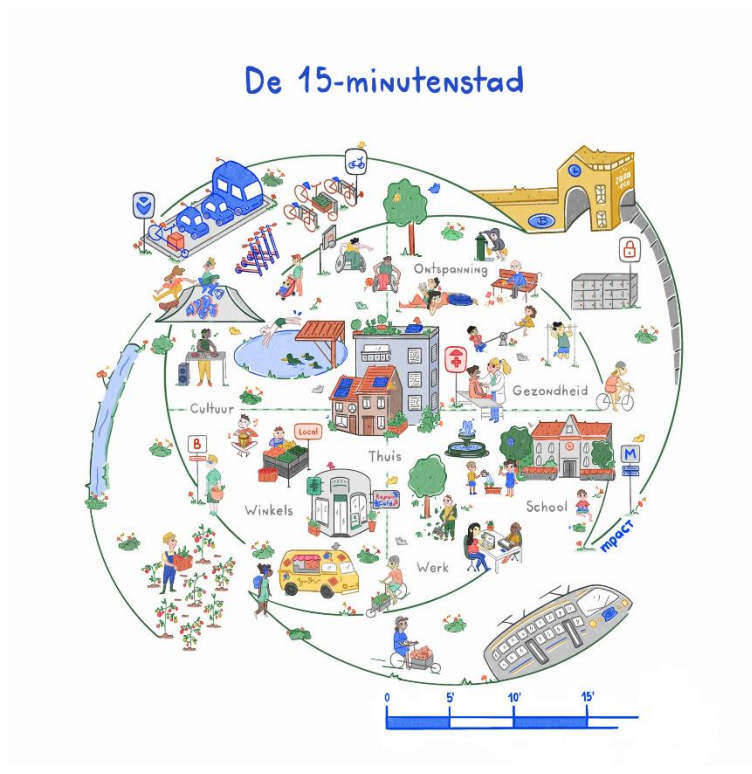 De 15-minutenstad
Ontspanning
Gezondheid
Cultuur
Local
B
Thuis
M
Winkels
Repair
Café
School
mpact
Werk
0 5' 10' 15'